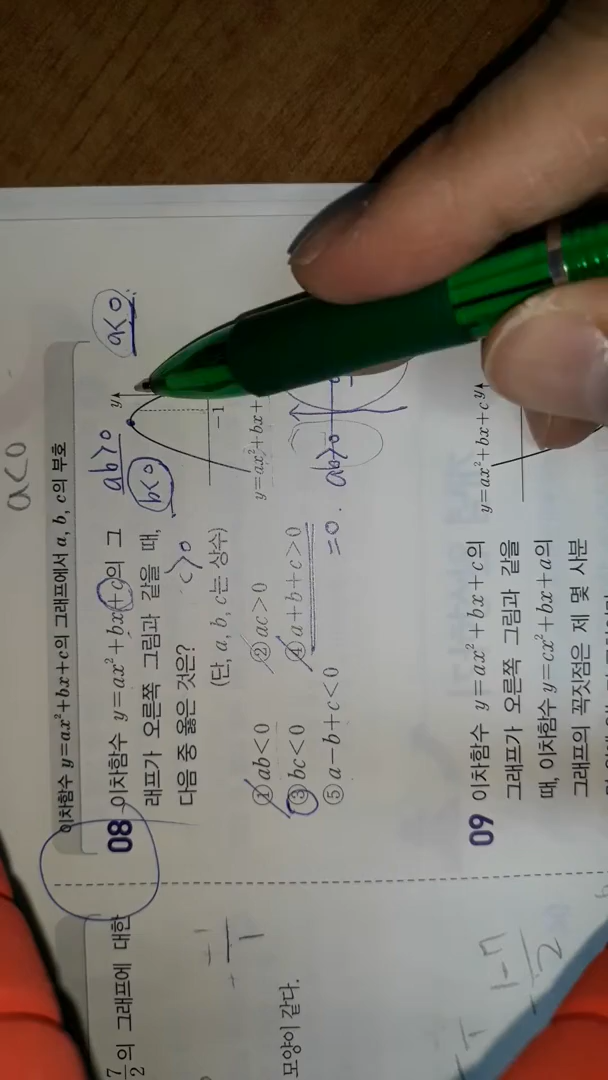 a<0
이차함수 y=ax²+bx+c의 그래프에서 a, b, c의 부호
08 이차함수 y=ax²+bx+c의 그
래프가 오른쪽 그림과 같을 때,
다음 중 옳은 것은?
(단, a, b, c는 상수)
① ab<0 ② ac>0
③ bc<0 ④ a+b+c>0
⑤ a-b+c<0
=0.
ab>0
b<0
a<0
c>0
y
-1
y=ax²+bx+
ab>0
09 이차함수 y=ax²+bx+c의
그래프가 오른쪽 그림과 같을
때, 이차함수 y=cx²+bx+a의
그래프의 꼭짓점은 제 몇 사분
y=ax²+bx+c
y
7/2의 그래프에 대한
모양이 같다.